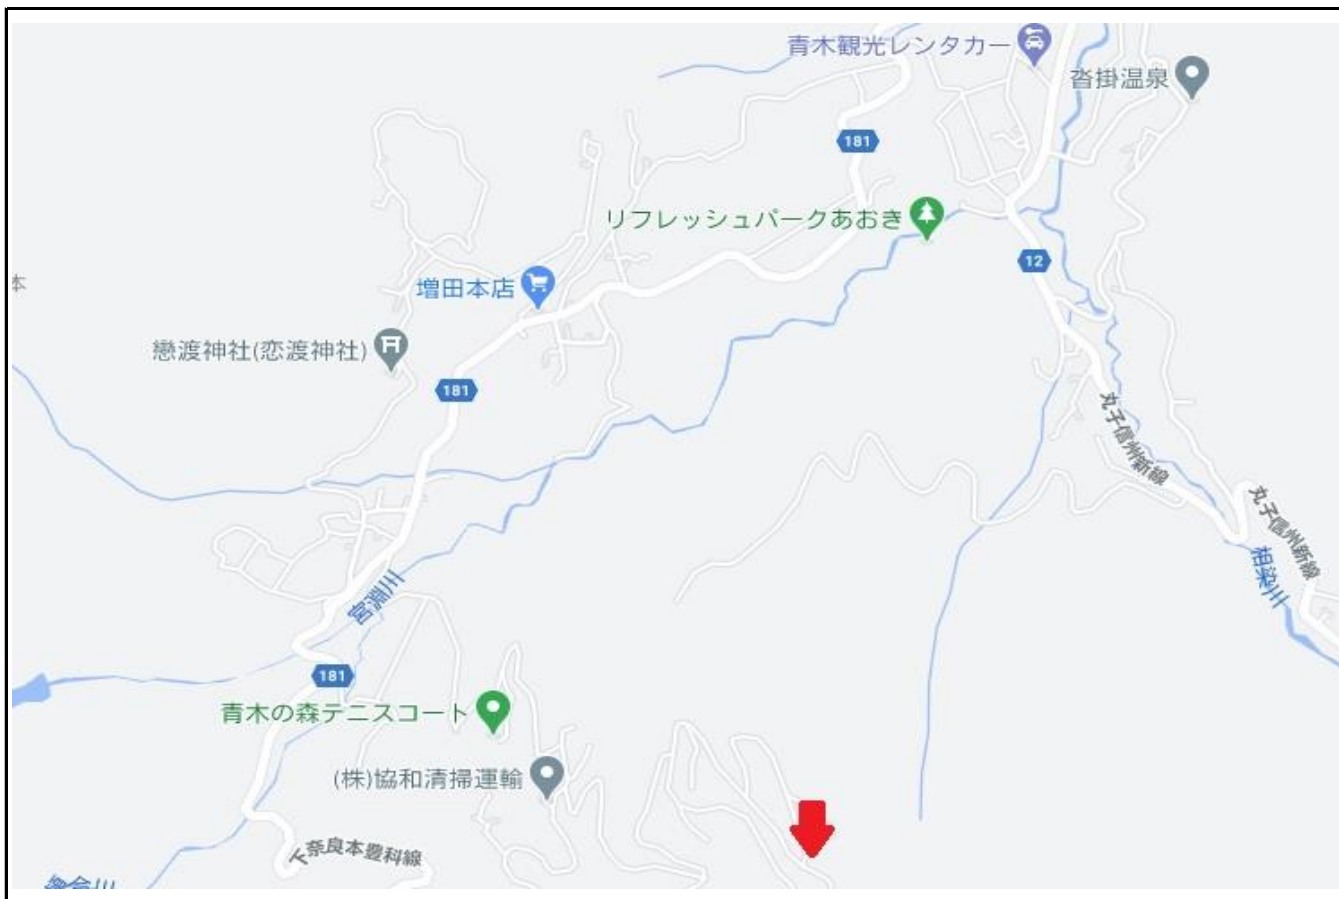 青木観光レンタカー
沓掛温泉
181
リフレッシュパークあおき
12
本
増田本店
戀渡神社(恋渡神社)
181
丸子信州新線
丸子信州新線
相染川
宮渕川
181
青木の森テニスコート
(株)協和清掃運輸
下奈良本豊科線